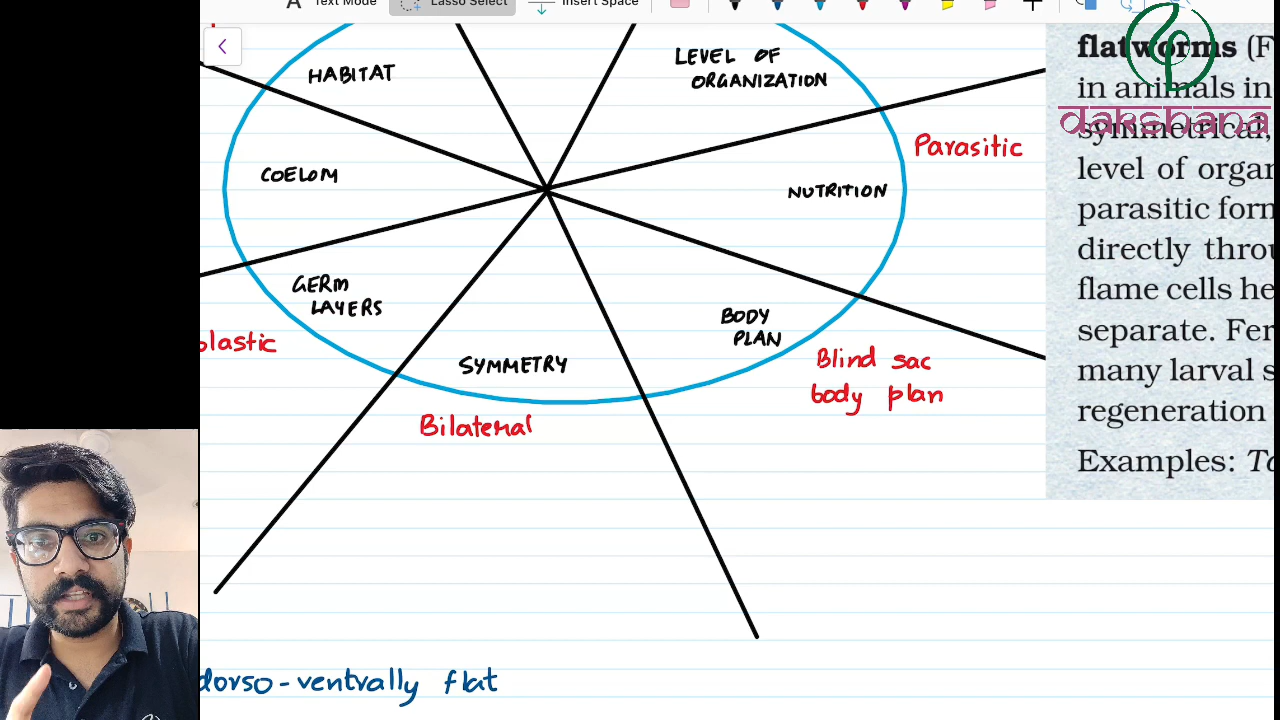 Text Mode
Lasso Select
Insert Space
HABITAT
LEVEL OF
ORGANIZATION
COELOM
Parasitic
NUTRITION
GERM
LAYERS
BODY
PLAN
SYMMETRY
Blind sac
body plan
Bilateral
dorso-ventrally flat
flatworms (F
in animals in
symmetrical,
level of organ
parasitic form
directly throu
flame cells he
separate. Fer
many larval s
regeneration
Examples:
dakshana